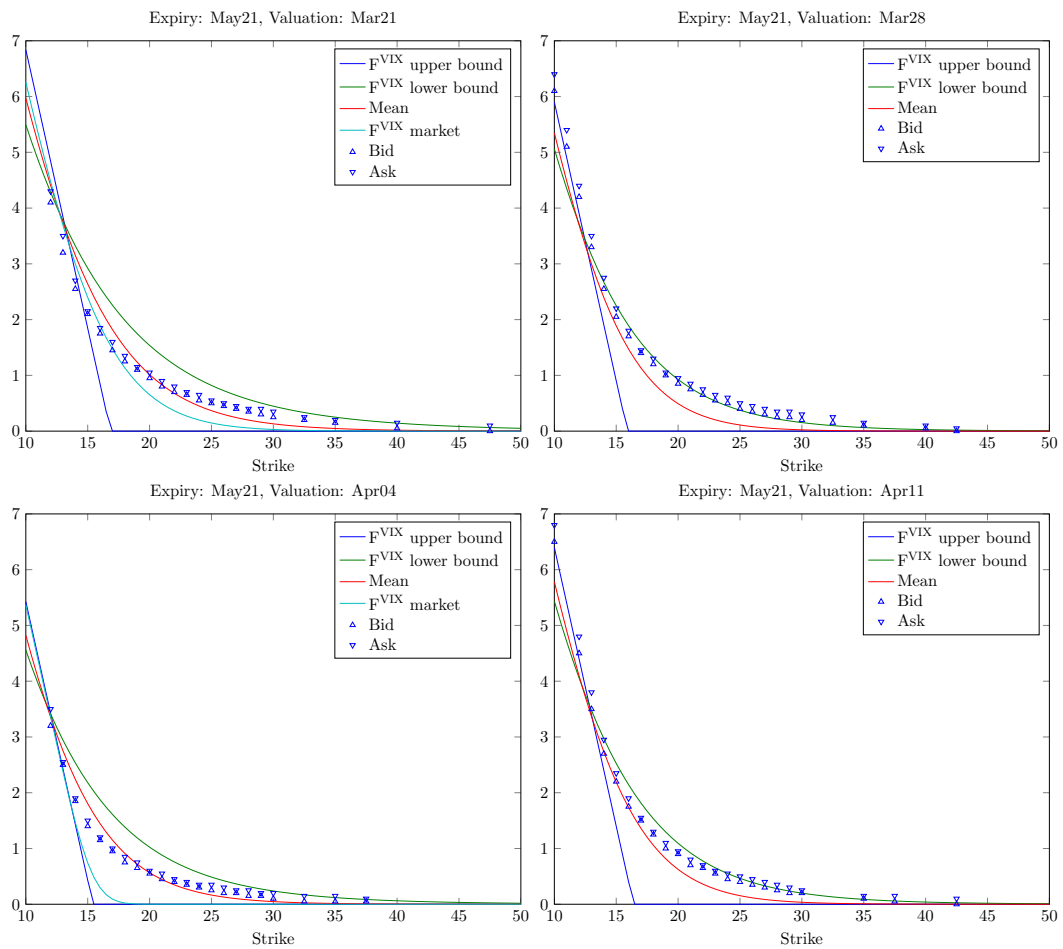 Expiry: May21, Valuation: Mar21
7
6
5
4
3
2
1
0
10 15 20 25 30 35 40 45 50
Strike
F^VIX upper bound
F^VIX lower bound
Mean
F^VIX market
Bid
Ask
Expiry: May21, Valuation: Mar28
7
6
5
4
3
2
1
0
10 15 20 25 30 35 40 45 50
Strike
F^VIX upper bound
F^VIX lower bound
Mean
Bid
Ask
Expiry: May21, Valuation: Apr04
7
6
5
4
3
2
1
0
10 15 20 25 30 35 40 45 50
Strike
F^VIX upper bound
F^VIX lower bound
Mean
F^VIX market
Bid
Ask
Expiry: May21, Valuation: Apr11
7
6
5
4
3
2
1
0
10 15 20 25 30 35 40 45 50
Strike
F^VIX upper bound
F^VIX lower bound
Mean
Bid
Ask